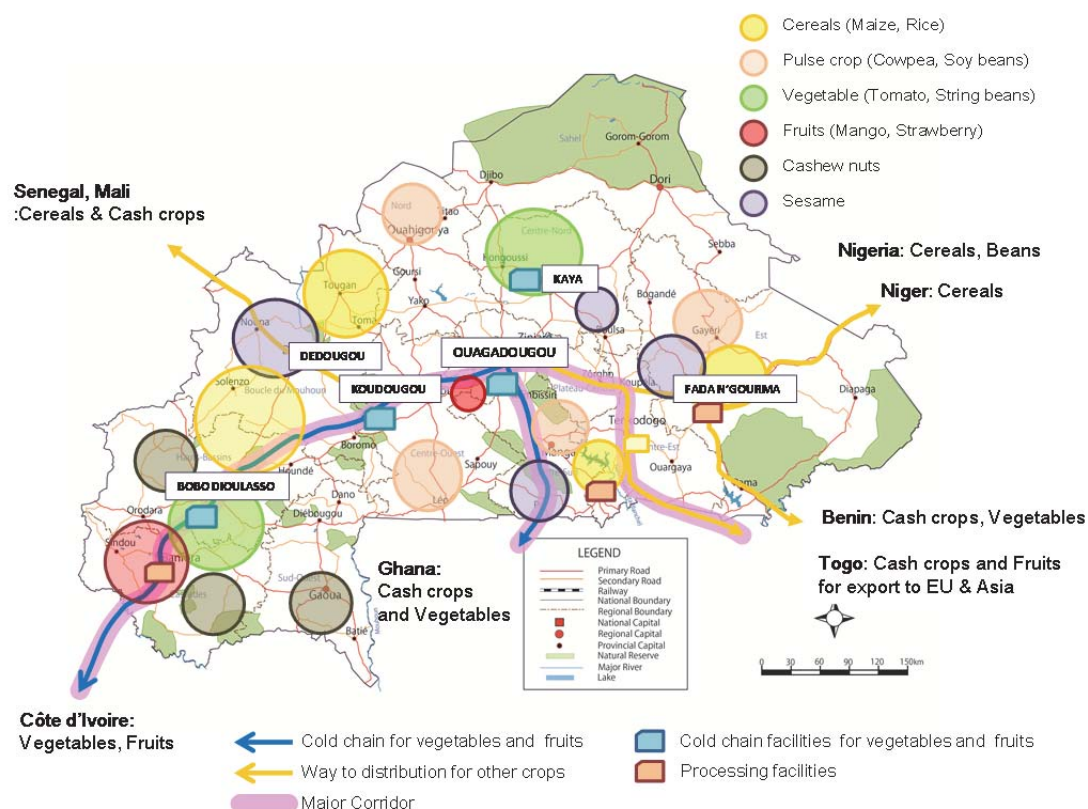 Cereals (Maize, Rice)
Pulse crop (Cowpea, Soy beans)
Vegetable (Tomato, String beans)
Fruits (Mango, Strawberry)
Cashew nuts
Sesame
Sahel
Gorom-Gorom
Djibo
Dori
Senegal, Mali
:Cereals & Cash crops
Nord
Ouahigouya
Centre-Nord
Kongoussi
Sebba
Nigeria: Cereals, Beans
Niger: Cereals
Goursi
KAYA
Bogandé
Tougan
Yako
Toma
Gayeri
Est
Nouna
OUAGADOUGOU
DEDOUGOU
Solenzo
Boucle du Mouhoun
KOUDOUGOU
Koupela
FADA N'GOURMA
Diapaga
Boromo
Manga
Tenkodogo
Centre-Est
Hauts-Bassins
Centre-Ouest
Sapouy
Ouargaya
Houndé
BOBO DIOULASSO
Dano
Léo
Orodara
Diébougou
Sindou
Benin: Cash crops, Vegetables
Togo: Cash crops and Fruits
for export to EU & Asia
Ghana:
Cash crops
and Vegetables
Sud-Ouest
Gaoua
Batié
LEGEND
Primary Road
Secondary Road
Railway
National Boundary
Regional Boundary
National Capital
Regional Capital
Provincial Capital
Natural Reserve
Major River
Lake
0 30 60 90 120 150km
Côte d'Ivoire:
Vegetables, Fruits
Cold chain for vegetables and fruits
Cold chain facilities for vegetables and fruits
Way to distribution for other crops
Processing facilities
Major Corridor